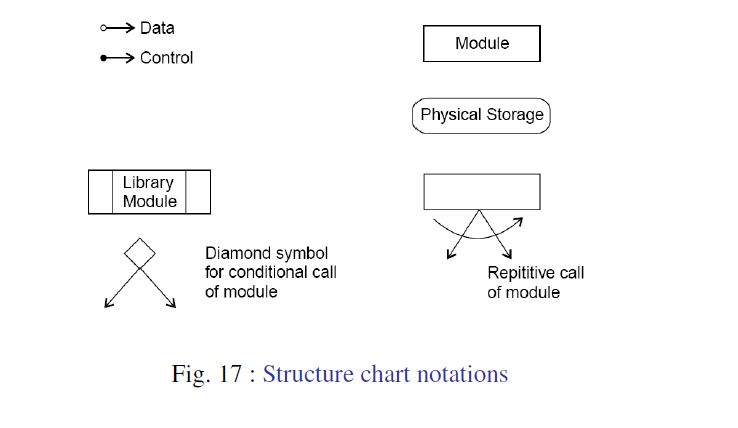 Data
Control
Module
Physical Storage
Library
Module
Diamond symbol
for conditional call
of module
Repititive call
of module
Fig. 17 : Structure chart notations